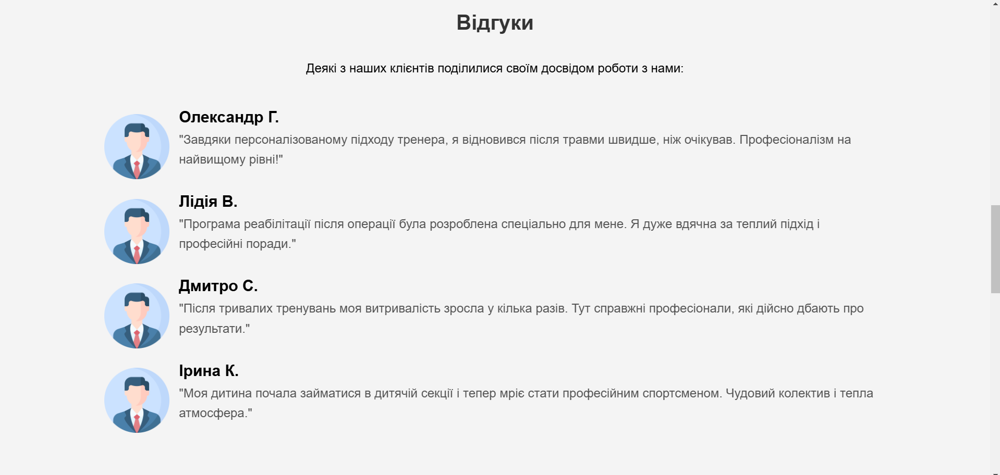 Відгуки
Деякі з наших клієнтів поділилися своїм досвідом роботи з нами:
Олександр Г.
"Завдяки персоналізованому підходу тренера, я відновився після травми швидше, ніж очікував. Професіоналізм на
найвищому рівні!"
Лідія В.
"Програма реабілітації після операції була розроблена спеціально для мене. Я дуже вдячна за теплий підхід і
професійні поради."
Дмитро С.
"Після тривалих тренувань моя витривалість зросла у кілька разів. Тут справжні професіонали, які дійсно дбають про
результати."
Ірина К.
"Моя дитина почала займатися в дитячій секції і тепер мріє стати професійним спортсменом. Чудовий колектив і тепла
атмосфера."